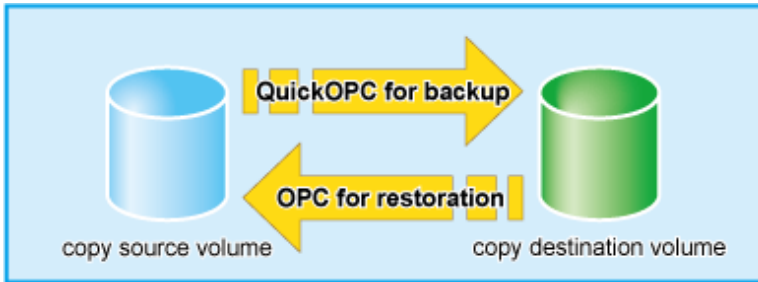 QuickOPC for backup
OPC for restoration
copy source volume
copy destination volume